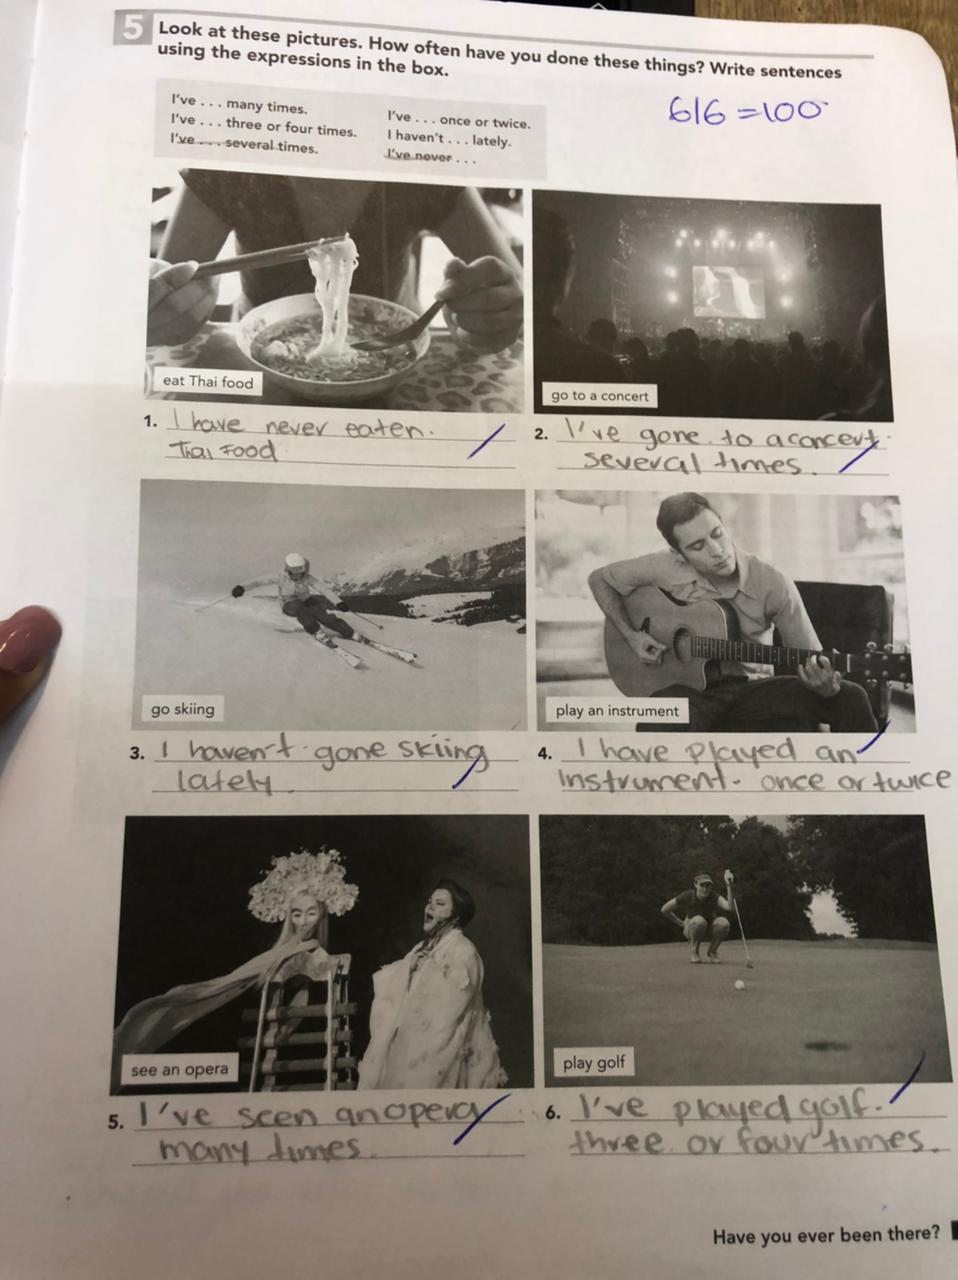 5 Look at these pictures. How often have you done these things? Write sentences
using the expressions in the box.
I've . . . many times.
I've . . . three or four times.
I've . . . several times.
I've . . . once or twice.
I haven't . . . lately.
I've never . . .
6/6 = 100
eat Thai food
go to a concert
1. I have never eaten.
Thai Food
2. I've gone to a concert.
several times.
go skiing
play an instrument
3. I haven't gone skiing
lately.
4. I have played an
instrument. once or twice
see an opera
play golf
5. I've seen an opera
many times.
6. I've played golf.
three or four times.
Have you ever been there?